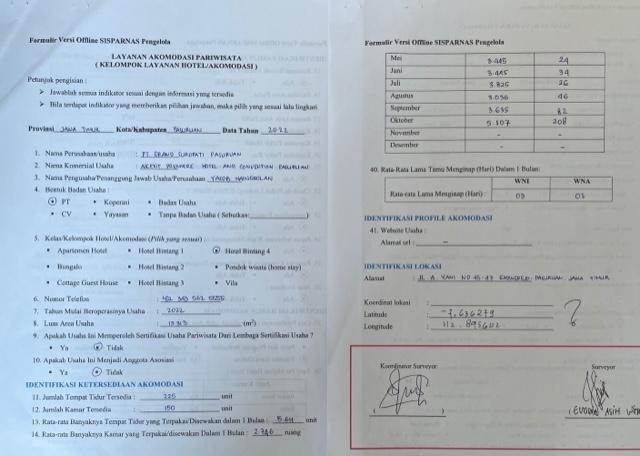 Formulir Versi Offline SISPARNAS Pengelola
LAYANAN AKOMODASI PARIWISATA
( KELOMPOK LAYANAN HOTEL/AKOMODASI )
Petunjuk pengisian :
➢ Jawablah semua indikator sesuai dengan informasi yang tersedia
➢ Bila terdapat indikator yang memberikan pilihan jawaban, maka pilih yang sesuai lalu lingkari
Provinsi JAWA TIMUR Kota/Kabupaten PASURUAN Data Tahun 2022
1. Nama Perusahaan/usaha : PT. GRAND SUROPATI PASURUAN
2. Nama Komersial Usaha : PREMIERE HOTEL AND CONVENTION PASURUAN
3. Nama Pengusaha/Penanggung Jawab Usaha/Perusahaan : YACOB
4. Bentuk Badan Usaha :
PT • Koperasi • Badan Usaha
• CV • Yayasan • Tanpa Badan Usaha ( Sebutkan: )
5. Kelas/Kelompok Hotel/Akomodasi (Pilih yang sesuai) :
• Apartemen Hotel • Hotel Bintang 1 Hotel Bintang 4
• Bungalo • Hotel Bintang 2 • Pondok wisata (home stay)
• Cottage Guest House • Hotel Bintang 3 • Vila
6. Nomor Telefon :
7. Tahun Mulai Beroperasinya Usaha : 2022
8. Luas Area Usaha : (m²)
9. Apakah Usaha Ini Memperoleh Sertifikasi Usaha Pariwisata Dari Lembaga Sertifikasi Usaha ?
• Ya Tidak
10. Apakah Usaha Ini Menjadi Anggota Asosiasi
• Ya Tidak
IDENTIFIKASI KETERSEDIAAN AKOMODASI
11. Jumlah Tempat Tidur Tersedia : 225 unit
12. Jumlah Kamar Tersedia : 150 unit
13. Rata-rata Banyaknya Tempat Tidur yang Terpakai/Disewakan dalam 1 Bulan : unit
14. Rata-rata Banyaknya Kamar yang Terpakai/disewakan Dalam 1 Bulan : 2.746 ruang
Formulir Versi Offline SISPARNAS Pengelola
Mei 3.445 24
Juni 34
Juli 3.825 26
Agustus 46
September 3.635 82
Oktober 5.107 208
November - -
Desember - -
40. Rata-Rata Lama Tamu Menginap (Hari) Dalam 1 Bulan:
WNI WNA
Rata-rata Lama Menginap (Hari) :
IDENTIFIKASI PROFILE AKOMODASI
41. Website Usaha :
Alamat url : -
IDENTIFIKASI LOKASI
Alamat : JL. A. YANI NO 45-47 PASURUAN, JAWA TIMUR
Koordinat lokasi :
Latitude : -7.636279
Longitude : 112.895602
?
Koordinator Surveyor Surveyor
( )